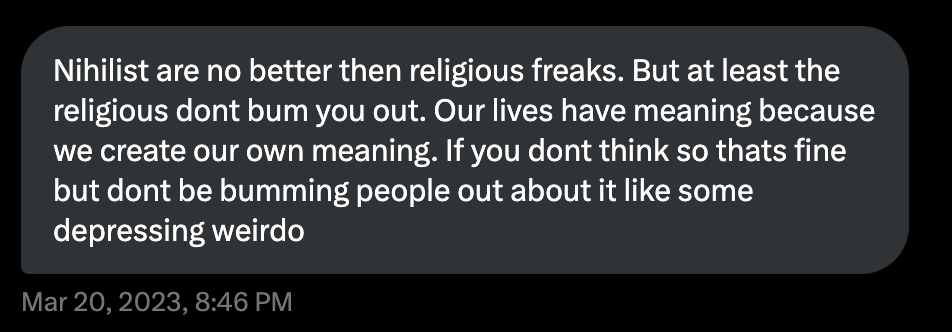 Nihilist are no better then religious freaks. But at least the
religious dont bum you out. Our lives have meaning because
we create our own meaning. If you dont think so thats fine
but dont be bumming people out about it like some
depressing weirdo
Mar 20, 2023, 8:46 PM